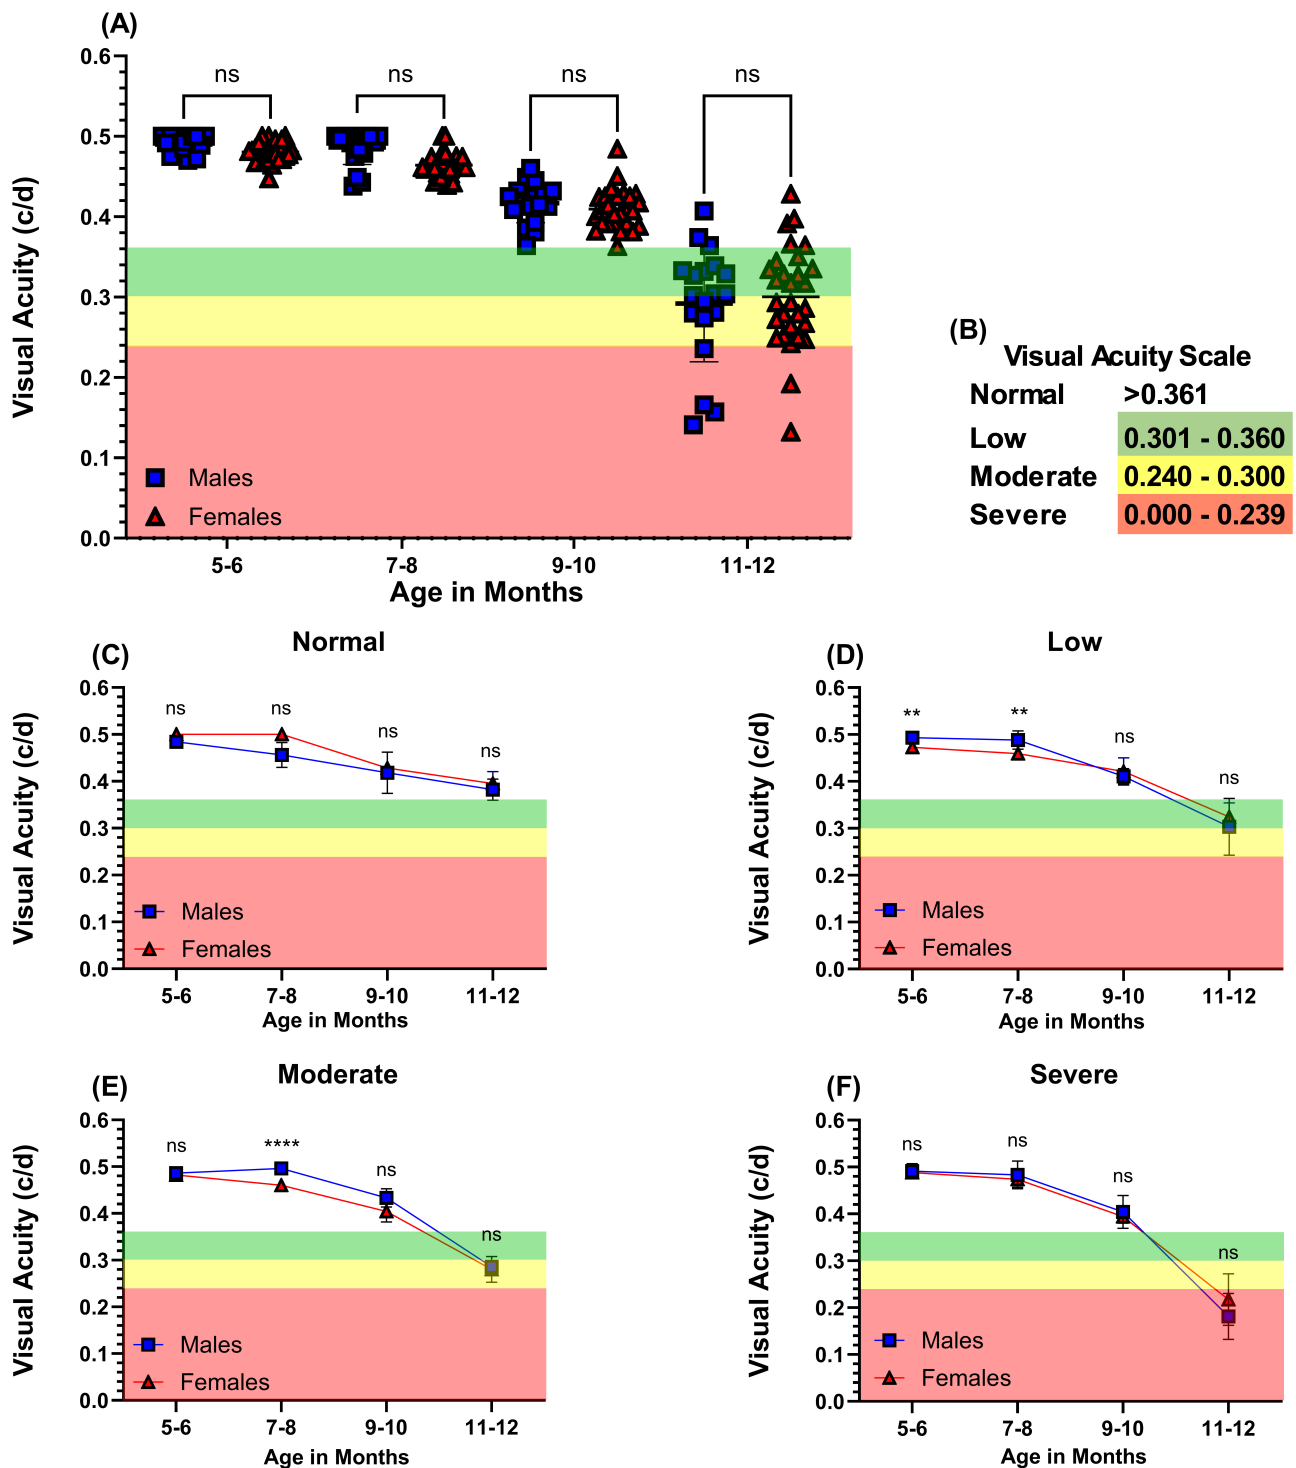 (A)
0.6
0.5
0.4
0.3
0.2
0.1
0.0
Visual Acuity (c/d)
ns ns ns ns
Males
Females
5-6 7-8 9-10 11-12
Age in Months
(B)
Visual Acuity Scale
Normal >0.361
Low 0.301 - 0.360
Moderate 0.240 - 0.300
Severe 0.000 - 0.239
(C)
Normal
0.6
0.5
0.4
0.3
0.2
0.1
0.0
Visual Acuity (c/d)
ns ns ns ns
Males
Females
5-6 7-8 9-10 11-12
Age in Months
(D)
Low
0.6
0.5
0.4
0.3
0.2
0.1
0.0
Visual Acuity (c/d)
** ** ns ns
Males
Females
5-6 7-8 9-10 11-12
Age in Months
(E)
Moderate
0.6
0.5
0.4
0.3
0.2
0.1
0.0
Visual Acuity (c/d)
ns **** ns ns
Males
Females
5-6 7-8 9-10 11-12
Age in Months
(F)
Severe
0.6
0.5
0.4
0.3
0.2
0.1
0.0
Visual Acuity (c/d)
ns ns ns ns
Males
Females
5-6 7-8 9-10 11-12
Age in Months